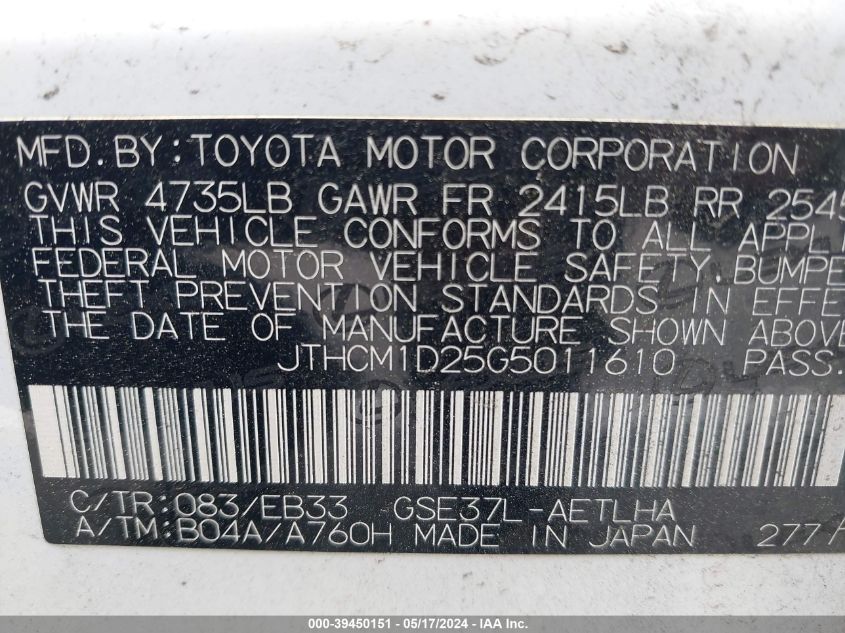 MFD.BY:TOYOTA MOTOR CORPORATION
GVWR 4735LB GAWR FR 2415LB RR 2545
THIS VEHICLE CONFORMS TO ALL APPLI
FEDERAL MOTOR VEHICLE SAFETY,BUMPE
THEFT PREVENTION STANDARDS IN EFFE
THE DATE OF MANUFACTURE SHOWN ABOVE
JTHCM1D25G5011610 PASS.
C/TR:083/EB33 GSE37L-AETLHA
A/TM:B04A/A760H MADE IN JAPAN 277A
000-39450151 - 05/17/2024 - IAA Inc.